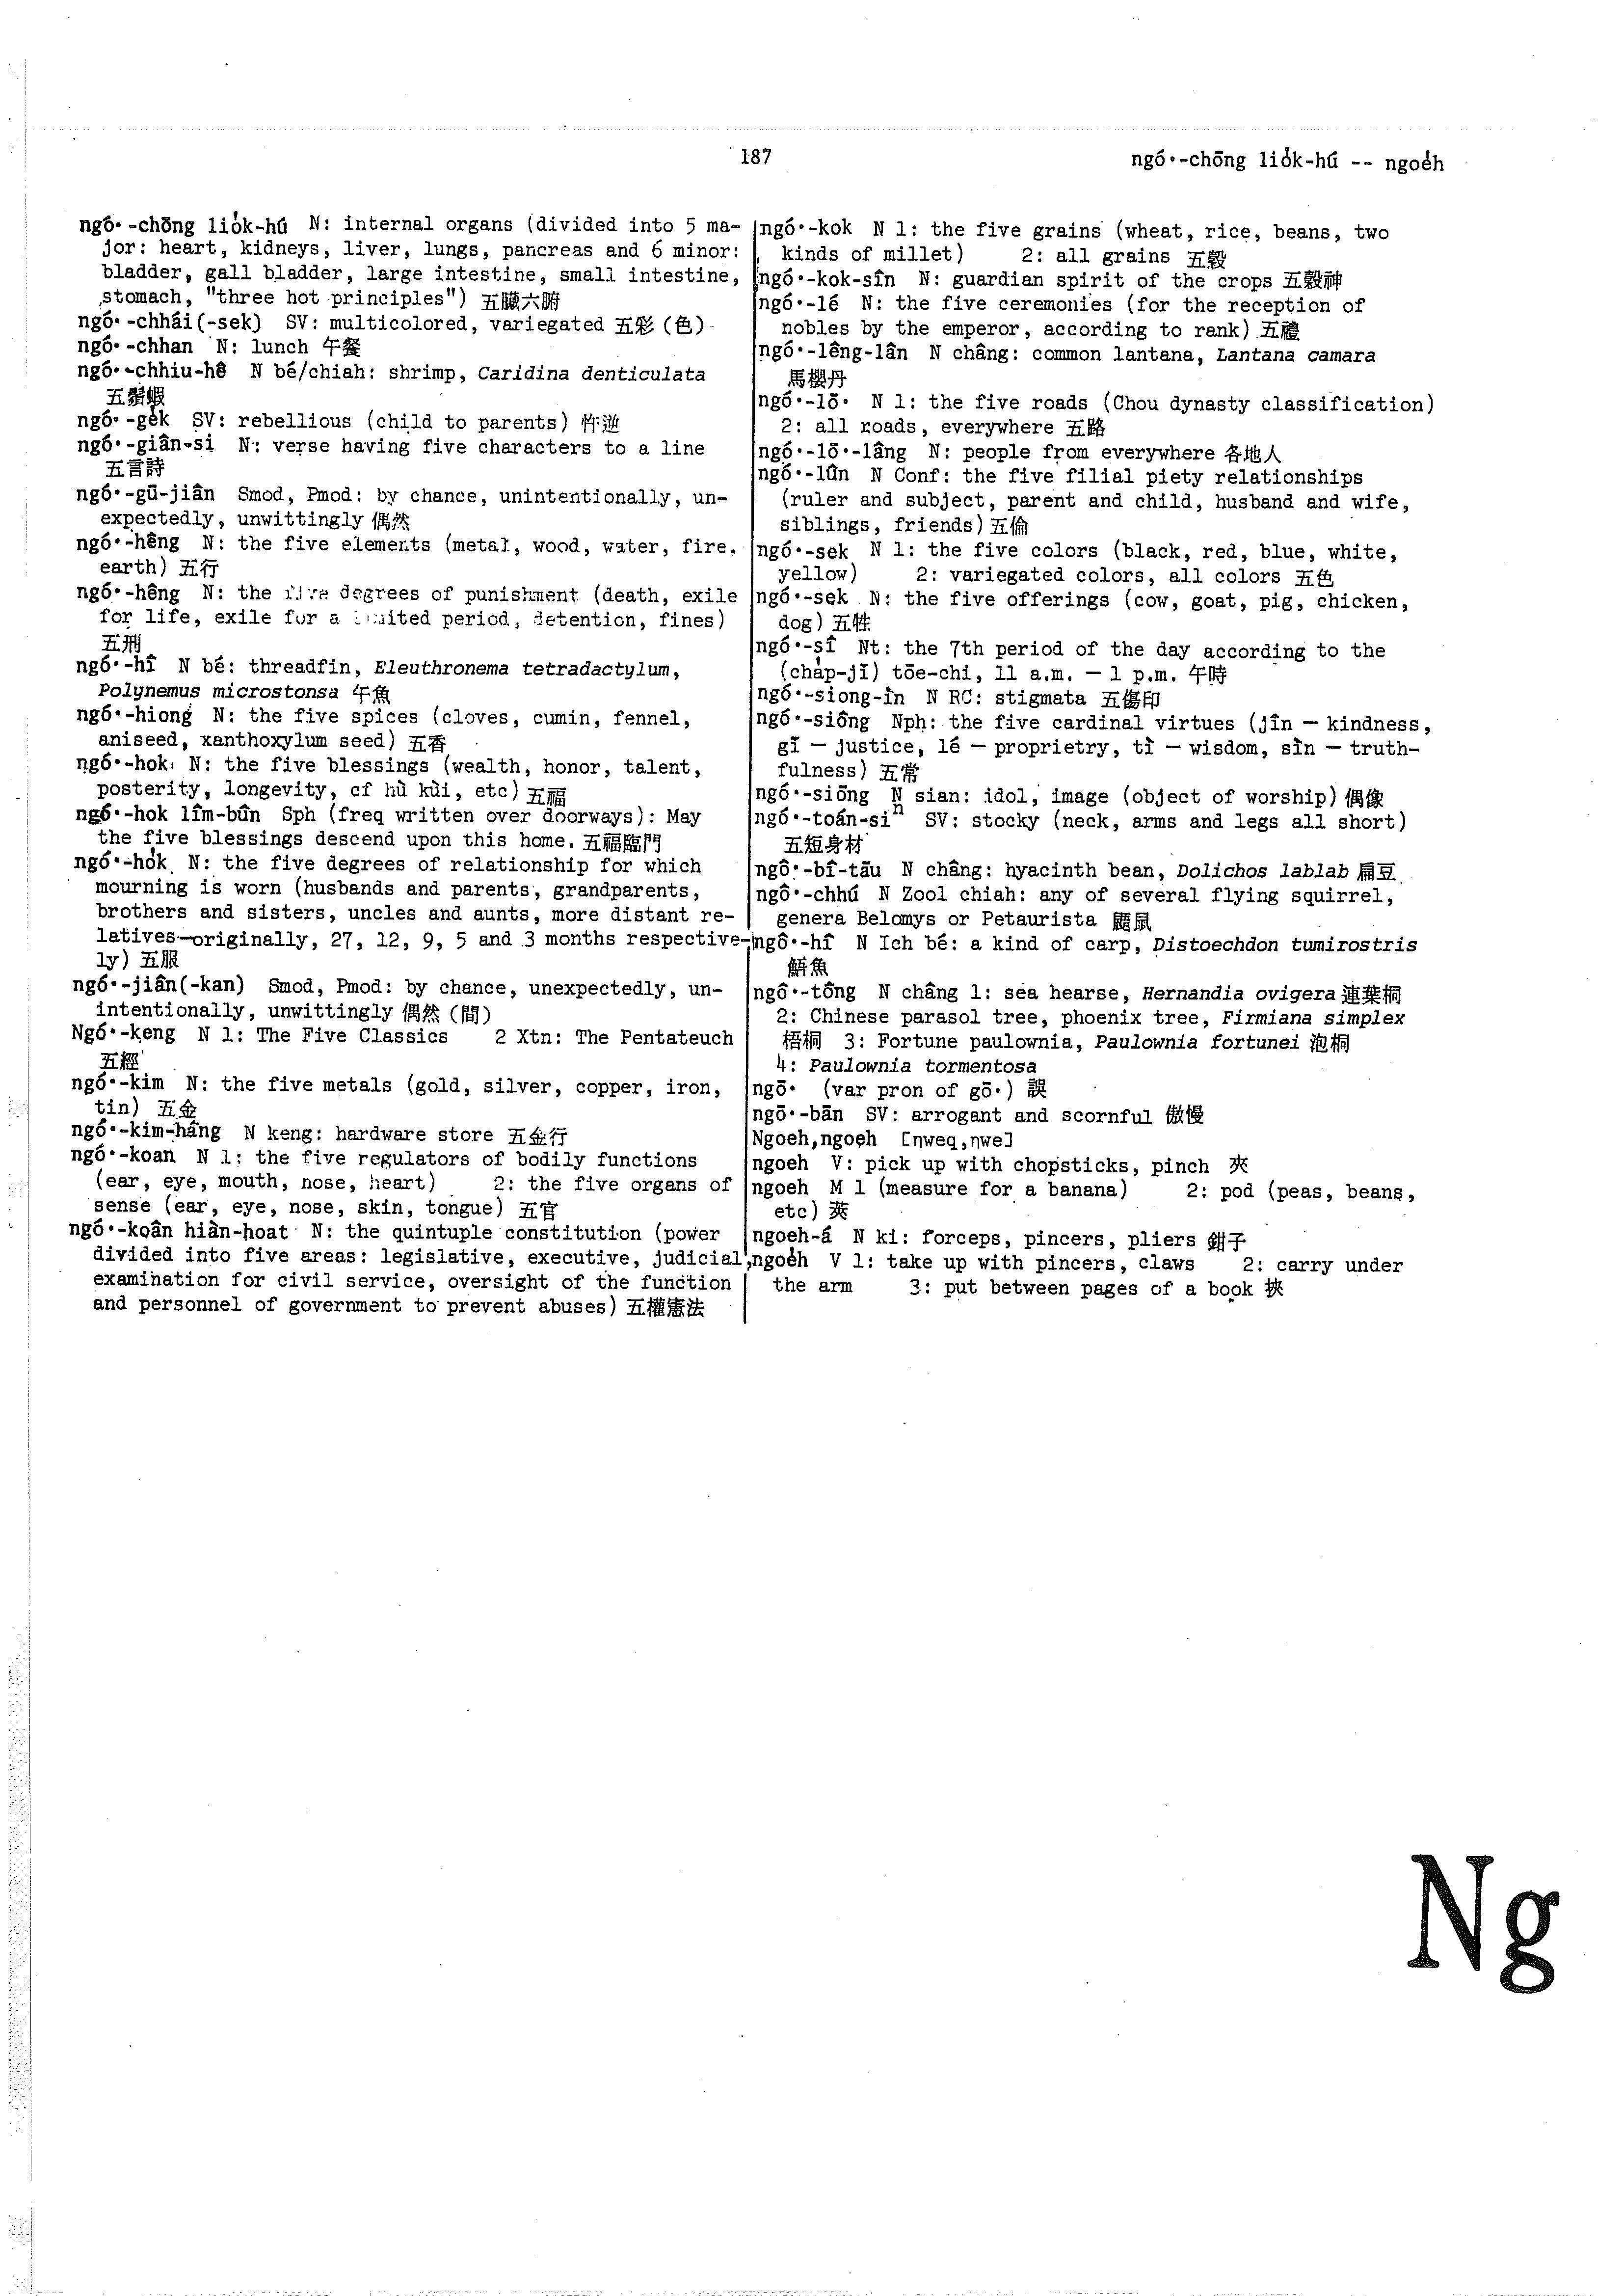 187
ngó·-chōng lio̍k-hú -- ngoe̍h
ngó·-chōng lio̍k-hú N: internal organs (divided into 5 ma-
jor: heart, kidneys, liver, lungs, pancreas and 6 minor:
bladder, gall bladder, large intestine, small intestine,
stomach, "three hot principles") 五臟六腑
ngó·-chhái(-sek) SV: multicolored, variegated 五彩(色)
ngó·-chhan N: lunch 午餐
ngó·-chhiu-hê N bé/chiah: shrimp, Caridina denticulata
五鬚蝦
ngó·-ge̍k SV: rebellious (child to parents) 忤逆
ngó·-giân-si N: verse having five characters to a line
五言詩
ngó·-gū-jiân Smod, Pmod: by chance, unintentionally, un-
expectedly, unwittingly 偶然
ngó·-hêng N: the five elements (metal, wood, water, fire,
earth) 五行
ngó·-hêng N: the five degrees of punishment (death, exile
for life, exile for a limited period, detention, fines)
五刑
ngó·-hî N bé: threadfin, Eleuthronema tetradactylum,
Polynemus microstonsa 午魚
ngó·-hiong N: the five spices (cloves, cumin, fennel,
aniseed, xanthoxylum seed) 五香
ngó·-hok N: the five blessings (wealth, honor, talent,
posterity, longevity, cf hù kùi, etc) 五福
ngó·-hok lîm-bûn Sph (freq written over doorways): May
the five blessings descend upon this home. 五福臨門
ngó·-ho̍k N: the five degrees of relationship for which
mourning is worn (husbands and parents, grandparents,
brothers and sisters, uncles and aunts, more distant re-
latives—originally, 27, 12, 9, 5 and 3 months respective-
ly) 五服
ngó·-jiân(-kan) Smod, Pmod: by chance, unexpectedly, un-
intentionally, unwittingly 偶然(間)
Ngó·-keng N 1: The Five Classics 2 Xtn: The Pentateuch
五經
ngó·-kim N: the five metals (gold, silver, copper, iron,
tin) 五金
ngó·-kim-hâng N keng: hardware store 五金行
ngó·-koan N 1: the five regulators of bodily functions
(ear, eye, mouth, nose, heart) 2: the five organs of
sense (ear, eye, nose, skin, tongue) 五官
ngó·-koân hiàn-hoat N: the quintuple constitution (power
divided into five areas: legislative, executive, judicial,
examination for civil service, oversight of the function
and personnel of government to prevent abuses) 五權憲法
ngó·-kok N 1: the five grains (wheat, rice, beans, two
kinds of millet) 2: all grains 五穀
ngó·-kok-sîn N: guardian spirit of the crops 五穀神
ngó·-lé N: the five ceremonies (for the reception of
nobles by the emperor, according to rank) 五禮
ngó·-lêng-lân N châng: common lantana, Lantana camara
馬櫻丹
ngó·-lō· N 1: the five roads (Chou dynasty classification)
2: all roads, everywhere 五路
ngó·-lō·-lâng N: people from everywhere 各地人
ngó·-lûn N Conf: the five filial piety relationships
(ruler and subject, parent and child, husband and wife,
siblings, friends) 五倫
ngó·-sek N 1: the five colors (black, red, blue, white,
yellow) 2: variegated colors, all colors 五色
ngó·-sek N: the five offerings (cow, goat, pig, chicken,
dog) 五牲
ngó·-sî Nt: the 7th period of the day according to the
(cha̍p-jī) tōe-chi, 11 a.m. — 1 p.m. 午時
ngó·-siong-ìn N RC: stigmata 五傷印
ngó·-siông Nph: the five cardinal virtues (jîn — kindness,
gī — justice, lé — proprietry, tì — wisdom, sìn — truth-
fulness) 五常
ngó·-siōng N sian: idol, image (object of worship) 偶像
ngó·-toán-siⁿ SV: stocky (neck, arms and legs all short)
五短身材
ngô·-bî-tāu N châng: hyacinth bean, Dolichos lablab 扁豆
ngô·-chhú N Zool chiah: any of several flying squirrel,
genera Belomys or Petaurista 鼯鼠
ngô·-hî N Ich bé: a kind of carp, Distoechdon tumirostris
魚
ngô·-tông N châng 1: sea hearse, Hernandia ovigera 蓮葉桐
2: Chinese parasol tree, phoenix tree, Firmiana simplex
梧桐 3: Fortune paulownia, Paulownia fortunei 泡桐
4: Paulownia tormentosa
ngō· (var pron of gō·) 誤
ngō·-bān SV: arrogant and scornful 傲慢
Ngoeh,ngoeh [ŋweq,ŋwe]
ngoeh V: pick up with chopsticks, pinch 夾
ngoeh M 1 (measure for a banana) 2: pod (peas, beans,
etc) 莢
ngoeh-á N ki: forceps, pincers, pliers 鉗子
ngoe̍h V 1: take up with pincers, claws 2: carry under
the arm 3: put between pages of a book 挾
Ng